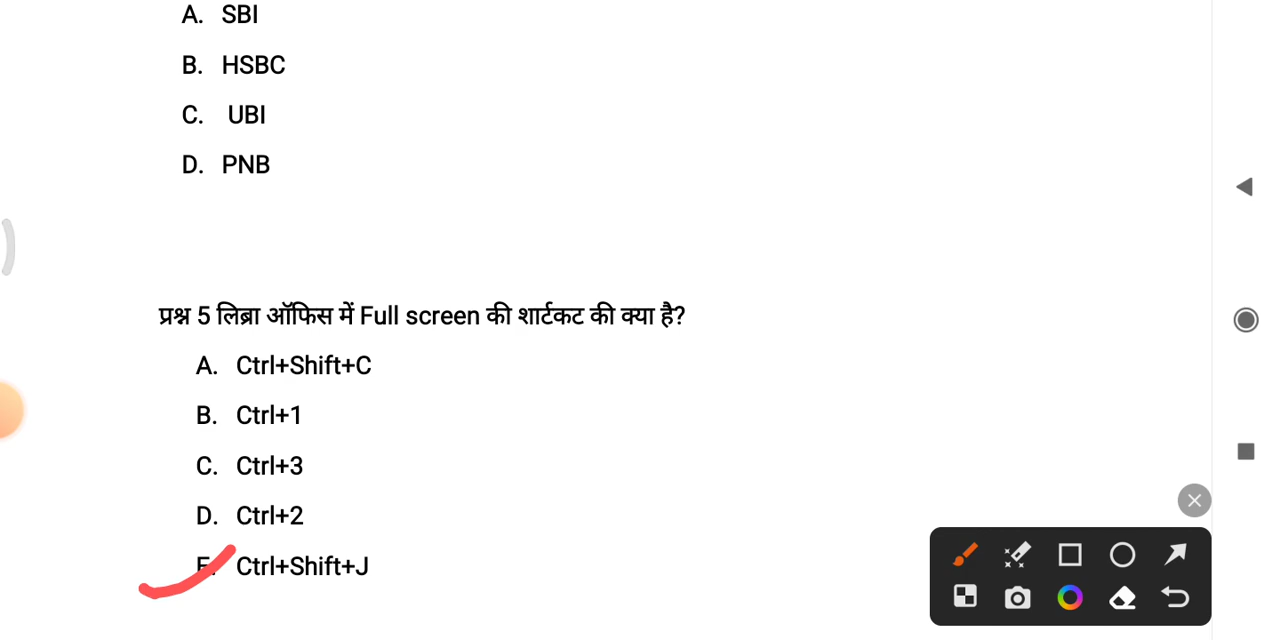 A. SBI
B. HSBC
C. UBI
D. PNB
प्रश्न 5 लिब्रा ऑफिस में Full screen की शार्टकट की क्या है?
A. Ctrl+Shift+C
B. Ctrl+1
C. Ctrl+3
D. Ctrl+2
E. Ctrl+Shift+J